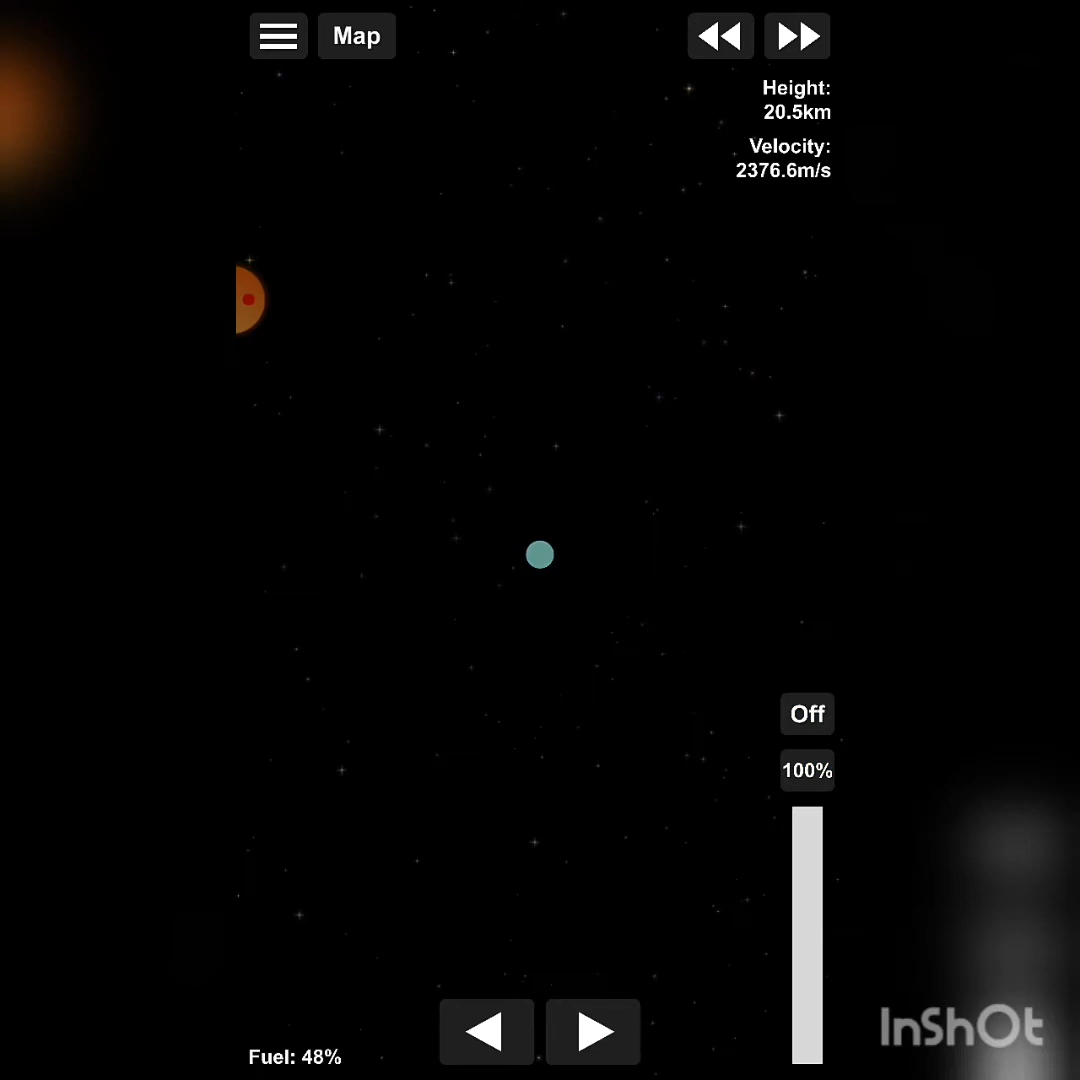 Map
Height:
20.5km
Velocity:
2376.6m/s
Off
100%
Fuel: 48%
InShOt